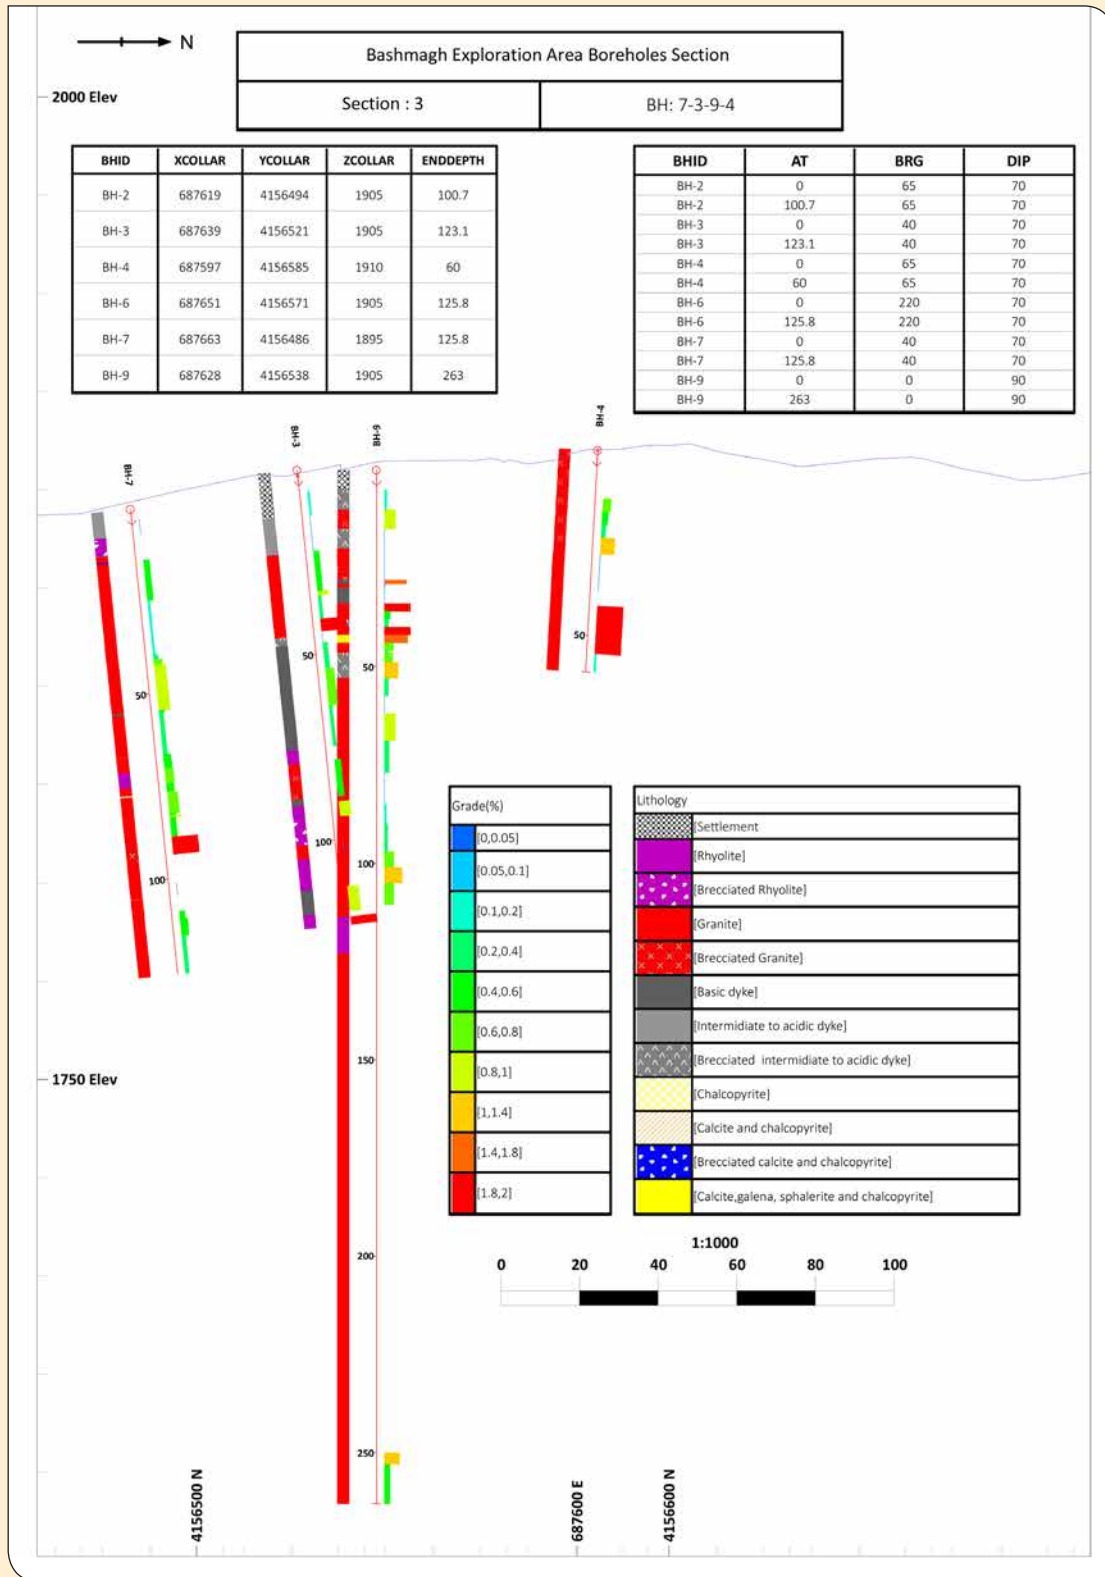 N
Bashmagh Exploration Area Boreholes Section
Section : 3 BH: 7-3-9-4
2000 Elev
BHID XCOLLAR YCOLLAR ZCOLLAR ENDDEPTH
BH-2 687619 4156494 1905 100.7
BH-3 687639 4156521 1905 123.1
BH-4 687597 4156585 1910 60
BH-6 687651 4156571 1905 125.8
BH-7 687663 4156486 1895 125.8
BH-9 687628 4156538 1905 263
BHID AT BRG DIP
BH-2 0 65 70
BH-2 100.7 65 70
BH-3 0 40 70
BH-3 123.1 40 70
BH-4 0 65 70
BH-4 60 65 70
BH-6 0 220 70
BH-6 125.8 220 70
BH-7 0 40 70
BH-7 125.8 40 70
BH-9 0 0 90
BH-9 263 0 90
BH-7
BH-3
BH-9
BH-4
50
100
50
100
50
100
150
200
250
50
1750 Elev
Grade(%)
[0,0.05]
[0.05,0.1]
[0.1,0.2]
[0.2,0.4]
[0.4,0.6]
[0.6,0.8]
[0.8,1]
[1,1.4]
[1.4,1.8]
[1.8,2]
Lithology
[Settlement
[Rhyolite]
[Brecciated Rhyolite]
[Granite]
[Brecciated Granite]
[Basic dyke]
[Intermidiate to acidic dyke]
[Brecciated intermidiate to acidic dyke]
[Chalcopyrite]
[Calcite and chalcopyrite]
[Brecciated calcite and chalcopyrite]
[Calcite,galena, sphalerite and chalcopyrite]
1:1000
0 20 40 60 80 100
4156500 N
687600 E
4156600 N